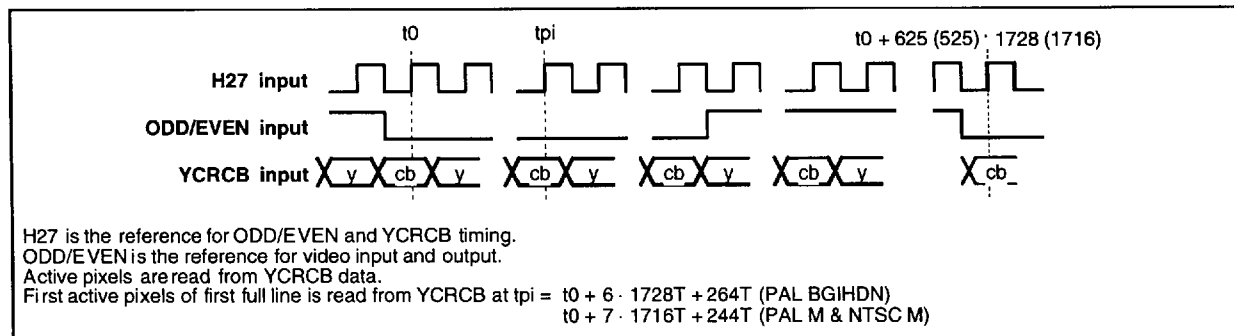 t0 tpi t0 + 625 (525) · 1728 (1716)
H27 input
ODD/EVEN input
YCRCB input y cb y cb y cb y cb y cb
H27 is the reference for ODD/EVEN and YCRCB timing.
ODD/EVEN is the reference for video input and output.
Active pixels are read from YCRCB data.
First active pixels of first full line is read from YCRCB at tpi = t0 + 6 · 1728T + 264T (PAL BGIHDN)
t0 + 7 · 1716T + 244T (PAL M & NTSC M)